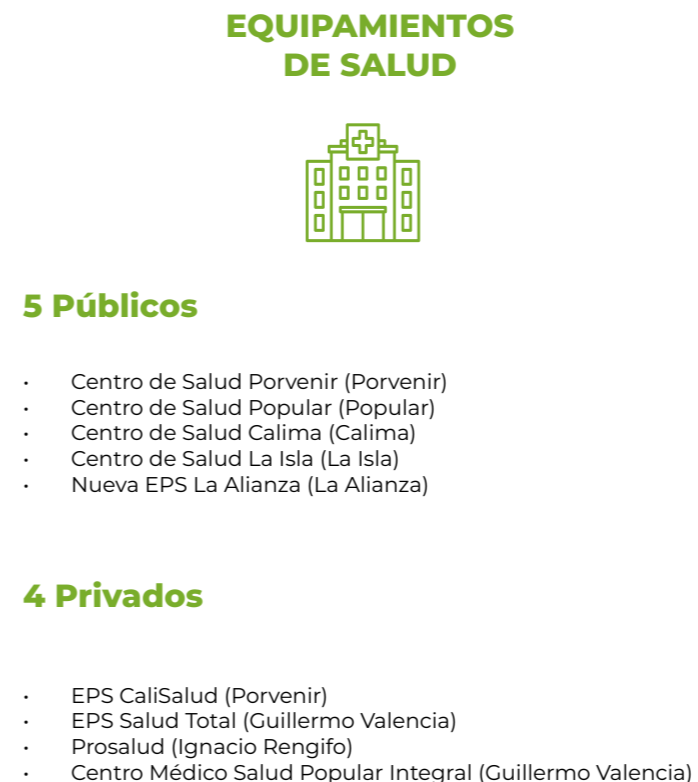 EQUIPAMIENTOS
DE SALUD
5 Públicos
· Centro de Salud Porvenir (Porvenir)
· Centro de Salud Popular (Popular)
· Centro de Salud Calima (Calima)
· Centro de Salud La Isla (La Isla)
· Nueva EPS La Alianza (La Alianza)
4 Privados
· EPS CaliSalud (Porvenir)
· EPS Salud Total (Guillermo Valencia)
· Prosalud (Ignacio Rengifo)
· Centro Médico Salud Popular Integral (Guillermo Valencia)